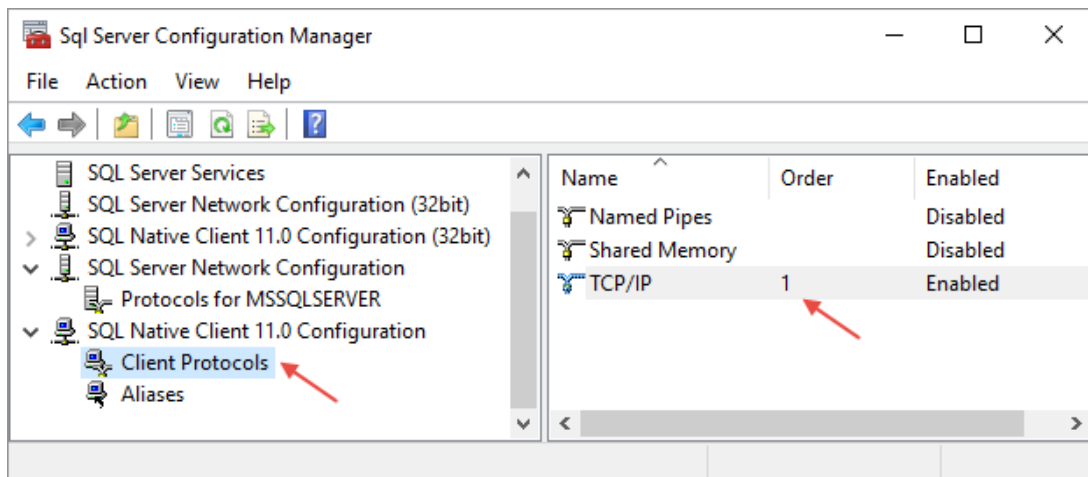 Sql Server Configuration Manager
File Action View Help
SQL Server Services
SQL Server Network Configuration (32bit)
SQL Native Client 11.0 Configuration (32bit)
SQL Server Network Configuration
Protocols for MSSQLSERVER
SQL Native Client 11.0 Configuration
Client Protocols
Aliases
Name Order Enabled
Named Pipes Disabled
Shared Memory Disabled
TCP/IP 1 Enabled